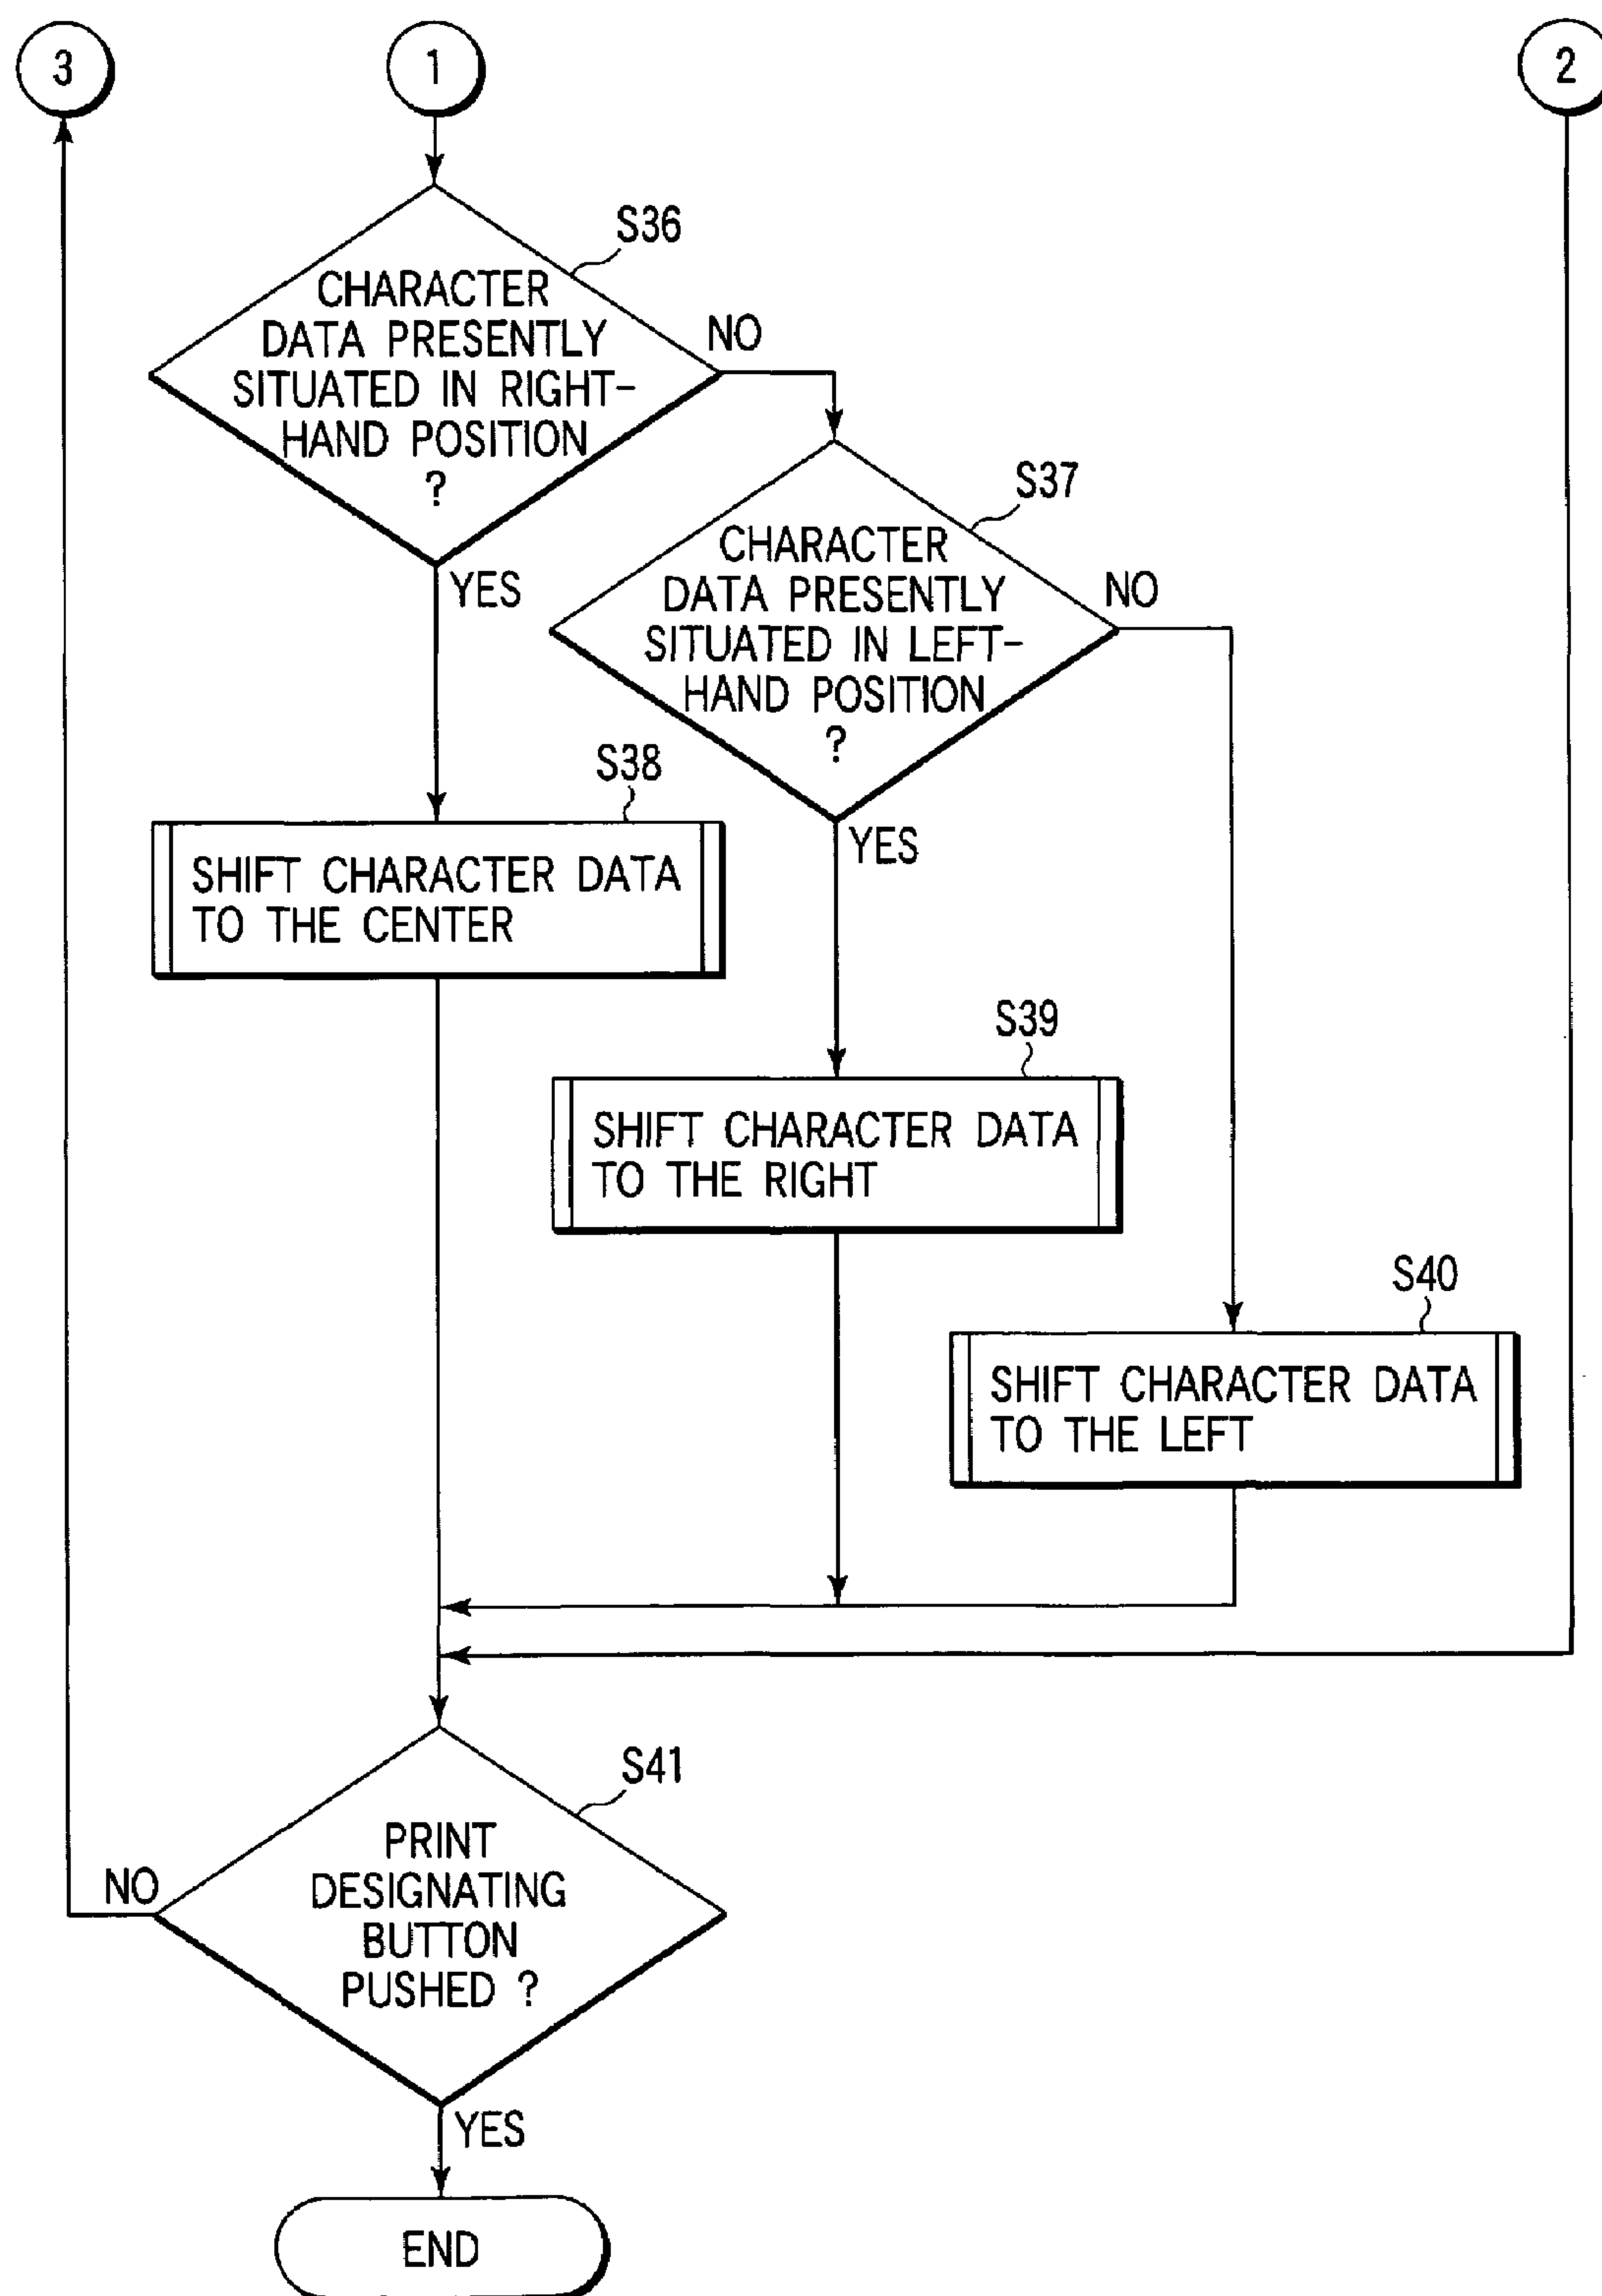 3
1
2
S36
CHARACTER
DATA PRESENTLY
SITUATED IN RIGHT-
HAND POSITION
?
NO
YES
S37
CHARACTER
DATA PRESENTLY
SITUATED IN LEFT-
HAND POSITION
?
NO
YES
S38
SHIFT CHARACTER DATA
TO THE CENTER
S39
SHIFT CHARACTER DATA
TO THE RIGHT
S40
SHIFT CHARACTER DATA
TO THE LEFT
S41
PRINT
DESIGNATING
BUTTON
PUSHED ?
NO
YES
END